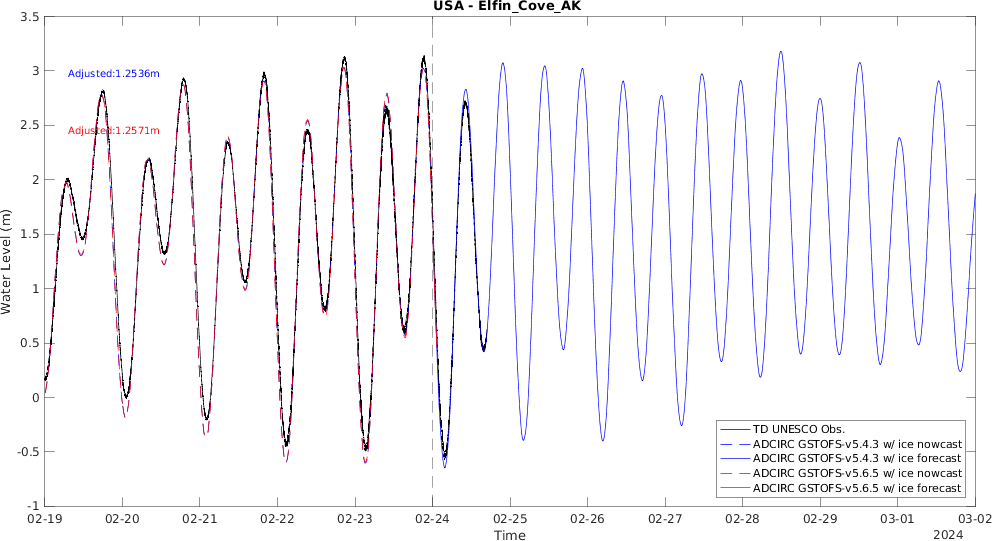 USA - Elfin_Cove_AK
3.5
3
2.5
2
1.5
1
0.5
0
-0.5
-1
Water Level (m)
Adjusted:1.2536m
Adjusted:1.2571m
TD UNESCO Obs.
ADCIRC GSTOFS-v5.4.3 w/ ice nowcast
ADCIRC GSTOFS-v5.4.3 w/ ice forecast
ADCIRC GSTOFS-v5.6.5 w/ ice nowcast
ADCIRC GSTOFS-v5.6.5 w/ ice forecast
02-19 02-20 02-21 02-22 02-23 02-24 02-25 02-26 02-27 02-28 02-29 03-01 03-02
Time
2024